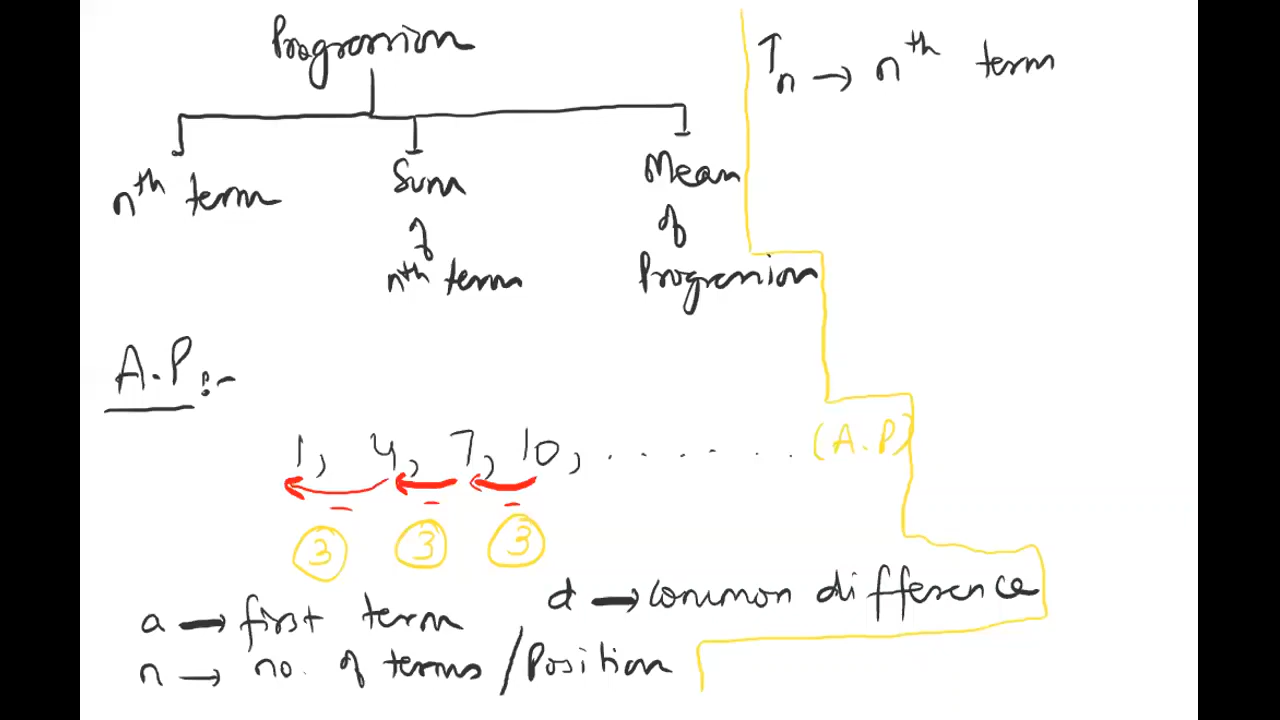 Progression
nth term
Sum
of
nth term
Mean
of
Progression
Tn → nth term
A.P :-
1, 4, 7, 10, . . . . . . (A.P)
- - -
3 3 3
a → first term
d → common difference
n → no. of terms / Position